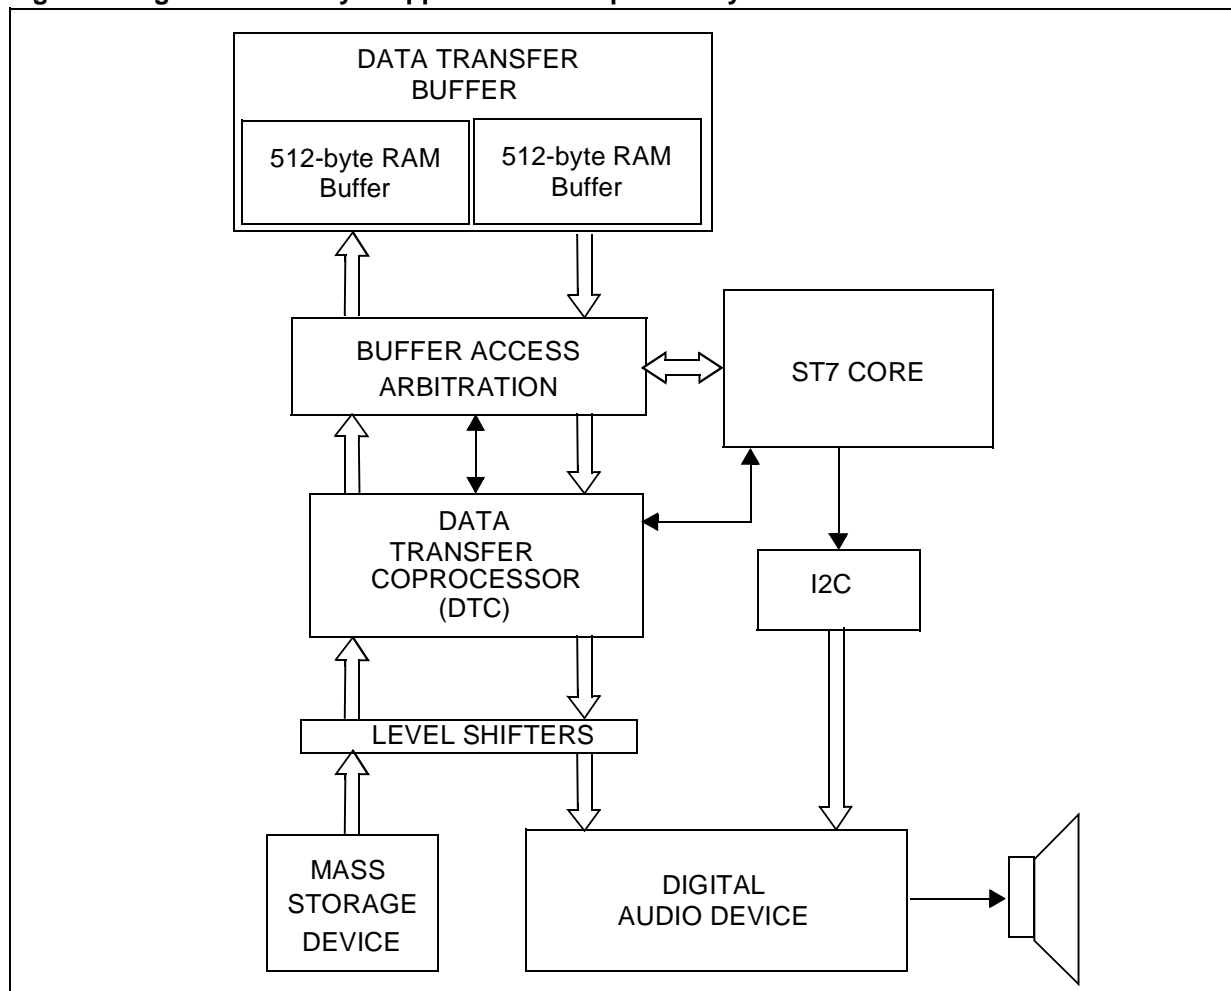 DATA TRANSFER
BUFFER
512-byte RAM
Buffer
512-byte RAM
Buffer
BUFFER ACCESS
ARBITRATION
ST7 CORE
DATA
TRANSFER
COPROCESSOR
(DTC)
I2C
LEVEL SHIFTERS
MASS
STORAGE
DEVICE
DIGITAL
AUDIO DEVICE